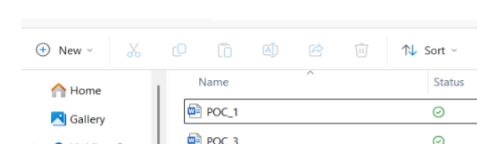 New
Sort
Name
Status
Home
Gallery
POC_1
POC_3